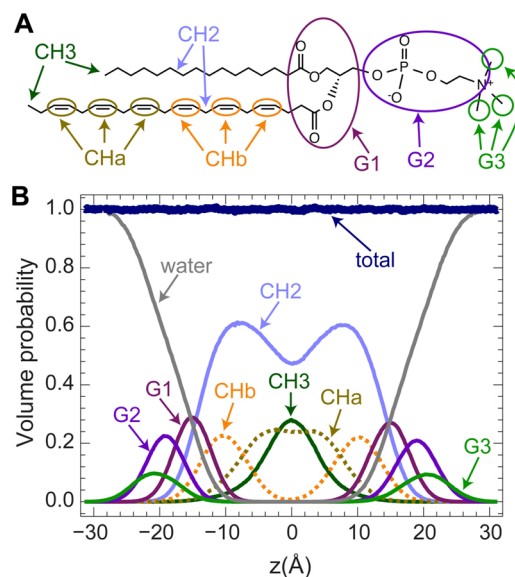 A
CH3
CH2
O
O
O
O
O
O
P
O
O-
N+
CHa
CHb
G1
G2
G3
B
1.0
0.8
0.6
0.4
0.2
0.0
Volume probability
total
water
CH2
G1
G2
CHb
CH3
CHa
G3
−30 −20 −10 0 10 20 30
z(Å)